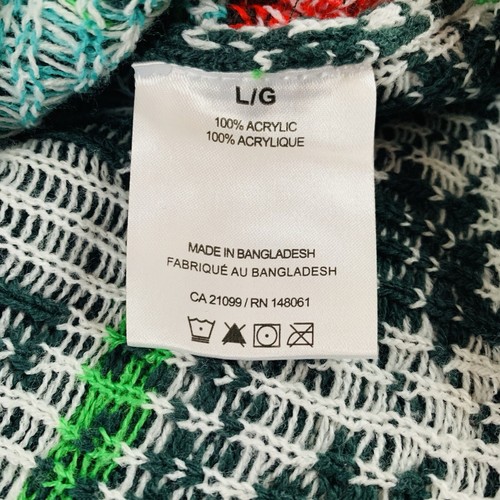 L/G
100% ACRYLIC
100% ACRYLIQUE
MADE IN BANGLADESH
FABRIQUÉ AU BANGLADESH
CA 21099 / RN 148061